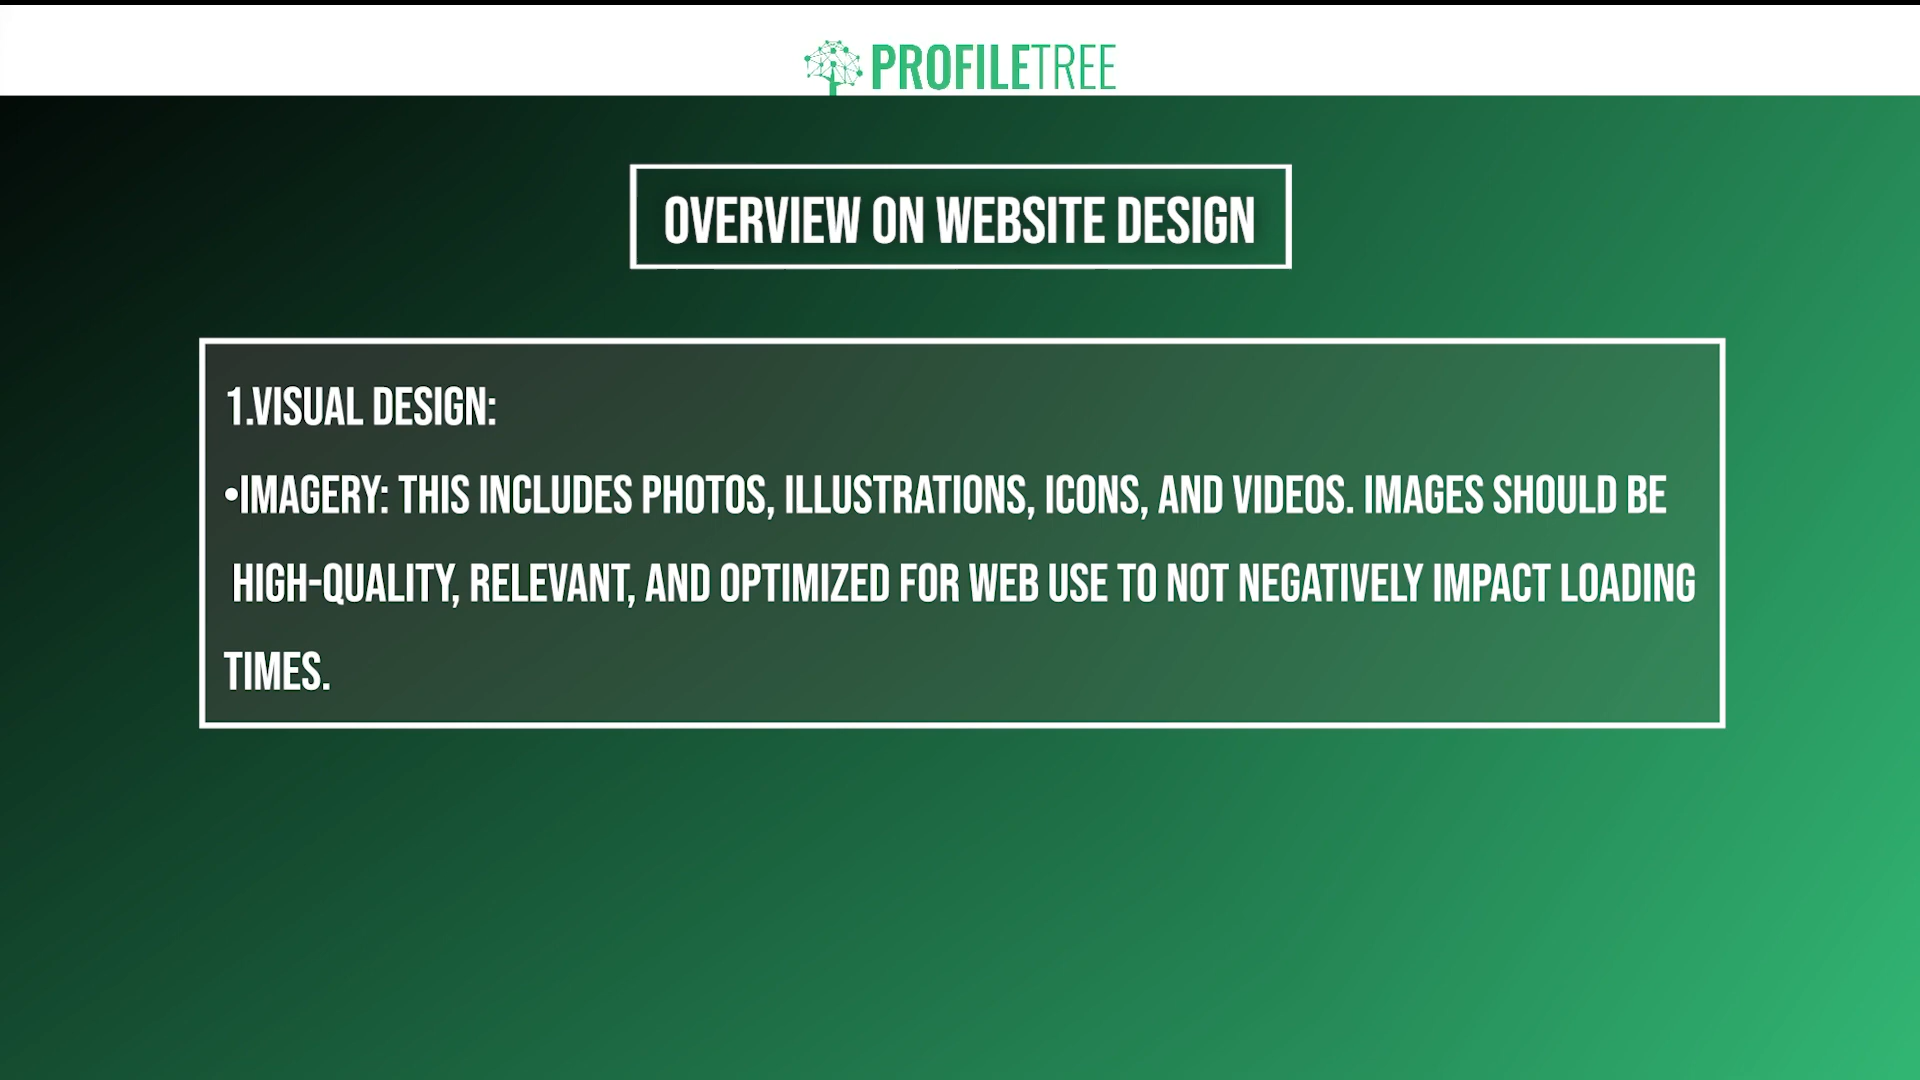 PROFILETREE
OVERVIEW ON WEBSITE DESIGN
1.VISUAL DESIGN:
•IMAGERY: THIS INCLUDES PHOTOS, ILLUSTRATIONS, ICONS, AND VIDEOS. IMAGES SHOULD BE
HIGH-QUALITY, RELEVANT, AND OPTIMIZED FOR WEB USE TO NOT NEGATIVELY IMPACT LOADING
TIMES.